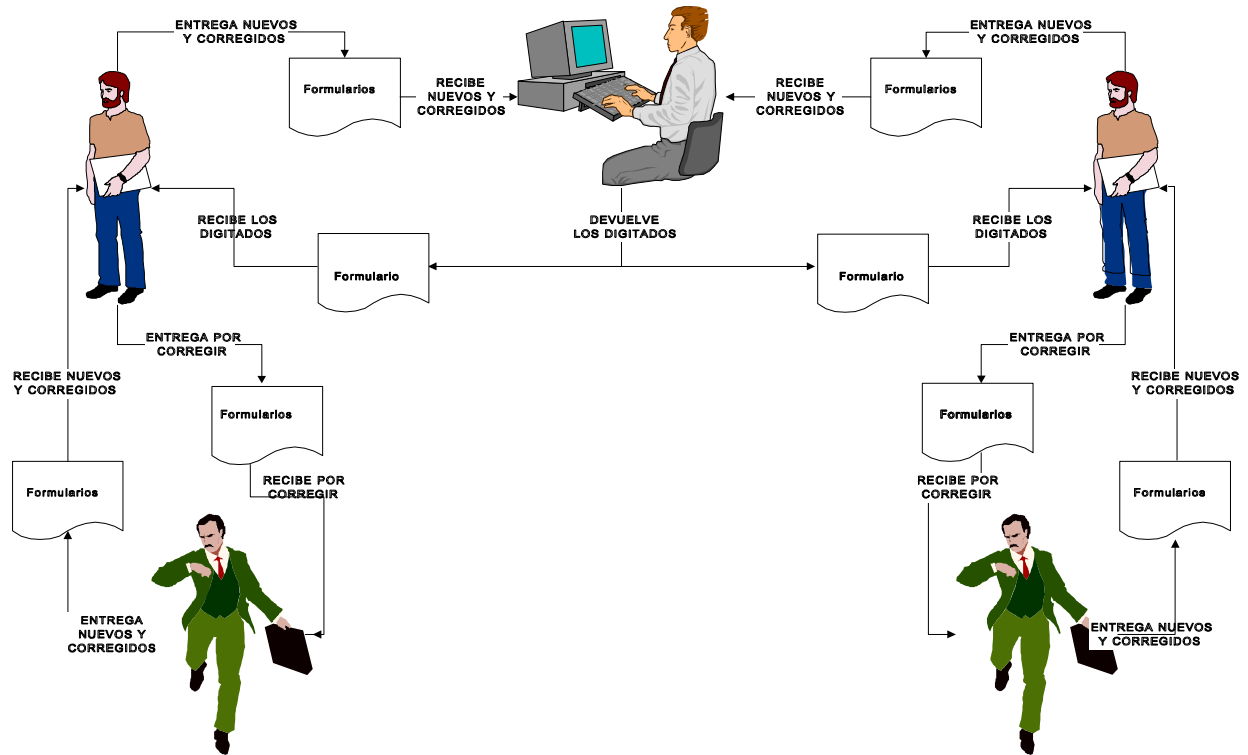 ENTREGA NUEVOS
Y CORREGIDOS
ENTREGA NUEVOS
Y CORREGIDOS
Formularios
RECIBE
NUEVOS Y
CORREGIDOS
RECIBE
NUEVOS Y
CORREGIDOS
Formularios
RECIBE LOS
DIGITADOS
DEVUELVE
LOS DIGITADOS
RECIBE LOS
DIGITADOS
Formulario
Formulario
ENTREGA POR
CORREGIR
ENTREGA POR
CORREGIR
RECIBE NUEVOS
Y CORREGIDOS
RECIBE NUEVOS
Y CORREGIDOS
Formularios
Formularios
RECIBE POR
CORREGIR
RECIBE POR
CORREGIR
Formularios
Formularios
ENTREGA
NUEVOS Y
CORREGIDOS
ENTREGA NUEVOS
Y CORREGIDOS